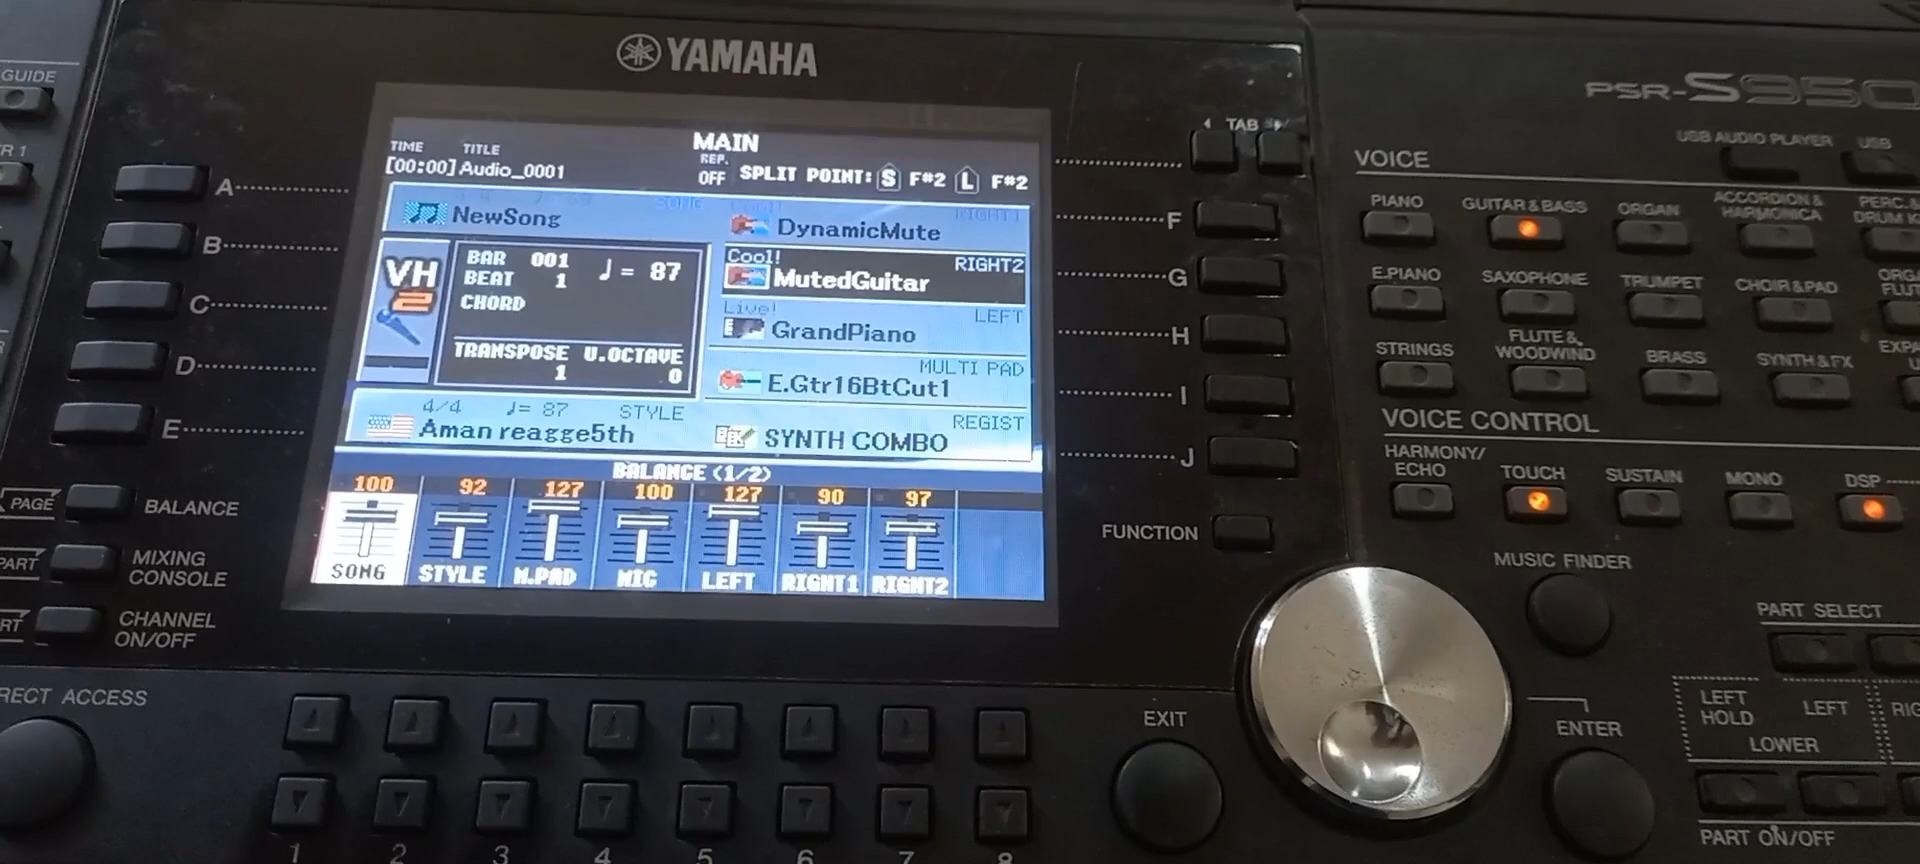 YAMAHA
PSR-S950
GUIDE
MAIN
TIME TITLE
[00:00] Audio_0001
REP.
OFF
SPLIT POINT: S F#2 L F#2
SONG
NewSong
RIGHT1
DynamicMute
BAR 001
BEAT 1
♩= 87
CHORD
TRANSPOSE U.OCTAVE
1 0
VH
2
Cool! RIGHT2
MutedGuitar
Live! LEFT
GrandPiano
MULTI PAD
E.Gtr16BtCut1
4/4 ♩= 87 STYLE
Aman reagge5th
REGIST
SYNTH COMBO
BALANCE (1/2)
100 92 127 100 127 90 97
SONG STYLE M.PAD MIC LEFT RIGHT1 RIGHT2
A
B
C
D
E
TAB
F
G
H
I
J
PAGE
BALANCE
PART
MIXING
CONSOLE
CHANNEL
ON/OFF
FUNCTION
ACCESS
1 2 3 4 5 6 7 8
EXIT
ENTER
USB AUDIO PLAYER USB
VOICE
PIANO GUITAR & BASS ORGAN ACCORDION &
HARMONICA
E.PIANO SAXOPHONE TRUMPET CHOIR & PAD
STRINGS FLUTE &
WOODWIND BRASS SYNTH & FX
VOICE CONTROL
HARMONY/
ECHO TOUCH SUSTAIN MONO DSP
MUSIC FINDER
PART SELECT
LEFT
HOLD LEFT
LOWER
PART ON/OFF